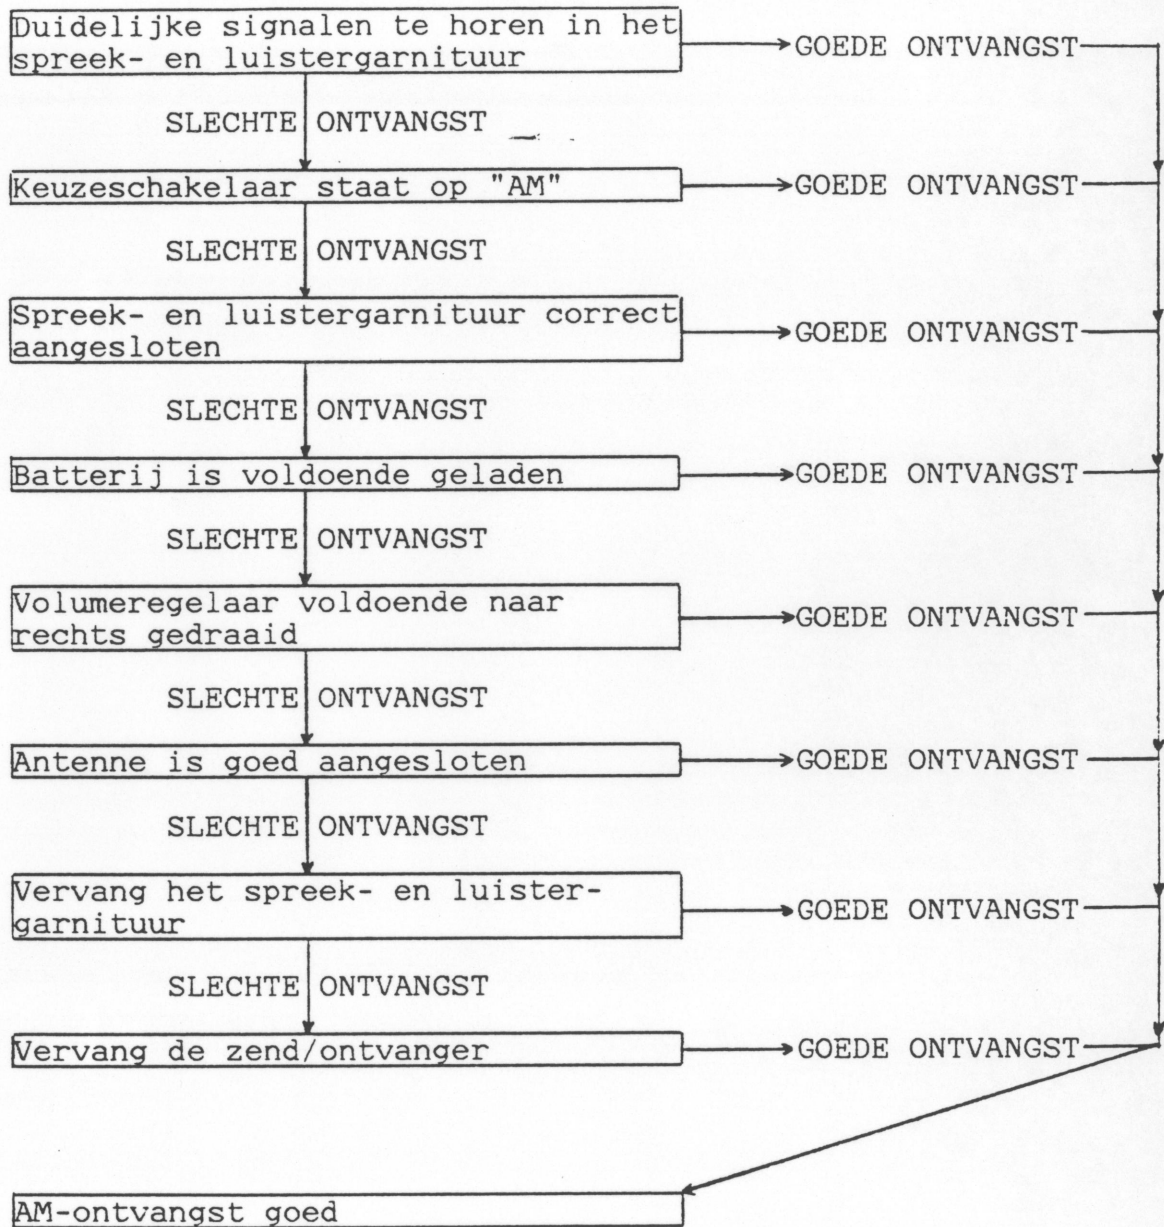 Duidelijke signalen te horen in het
spreek- en luistergarnituur
GOEDE ONTVANGST
SLECHTE ONTVANGST
Keuzeschakelaar staat op "AM"
GOEDE ONTVANGST
SLECHTE ONTVANGST
Spreek- en luistergarnituur correct
aangesloten
GOEDE ONTVANGST
SLECHTE ONTVANGST
Batterij is voldoende geladen
GOEDE ONTVANGST
SLECHTE ONTVANGST
Volumeregelaar voldoende naar
rechts gedraaid
GOEDE ONTVANGST
SLECHTE ONTVANGST
Antenne is goed aangesloten
GOEDE ONTVANGST
SLECHTE ONTVANGST
Vervang het spreek- en luister-
garnituur
GOEDE ONTVANGST
SLECHTE ONTVANGST
Vervang de zend/ontvanger
GOEDE ONTVANGST
AM-ontvangst goed